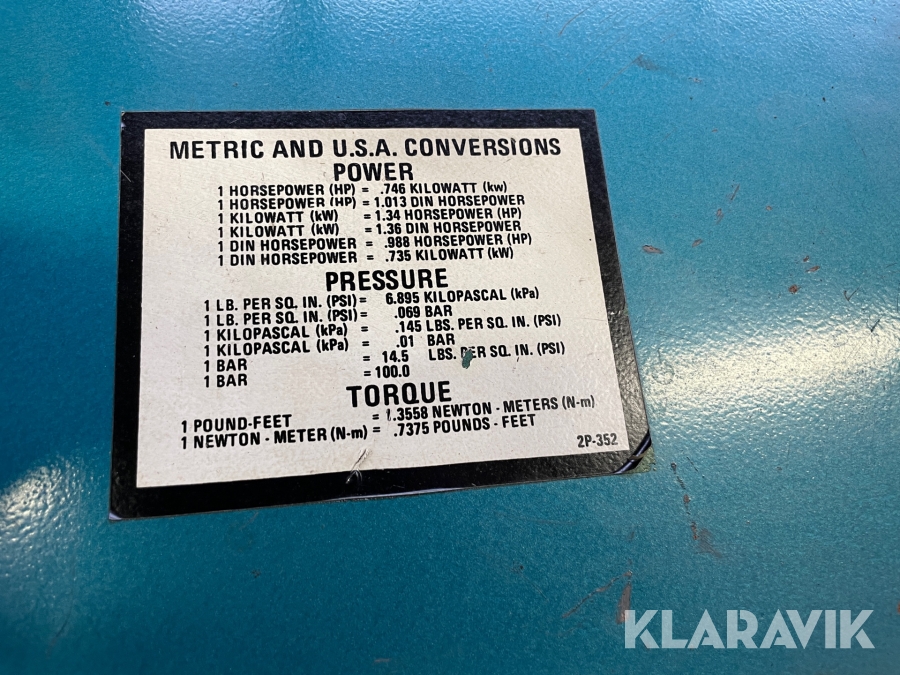 METRIC AND U.S.A. CONVERSIONS
POWER
1 HORSEPOWER (HP) = .746 KILOWATT (kw)
1 HORSEPOWER (HP) = 1.013 DIN HORSEPOWER
1 KILOWATT (kW) = 1.34 HORSEPOWER (HP)
1 KILOWATT (kW) = 1.36 DIN HORSEPOWER
1 DIN HORSEPOWER = .988 HORSEPOWER (HP)
1 DIN HORSEPOWER = .735 KILOWATT (kW)
PRESSURE
1 LB. PER SQ. IN. (PSI) = 6.895 KILOPASCAL (kPa)
1 LB. PER SQ. IN. (PSI) = .069 BAR
1 KILOPASCAL (kPa) = .145 LBS. PER SQ. IN. (PSI)
1 KILOPASCAL (kPa) = .01 BAR
1 BAR = 14.5 LBS. PER SQ. IN. (PSI)
1 BAR = 100.0
TORQUE
1 POUND-FEET = 1.3558 NEWTON - METERS (N-m)
1 NEWTON - METER (N-m) = .7375 POUNDS - FEET
2P-352
KLARAVIK